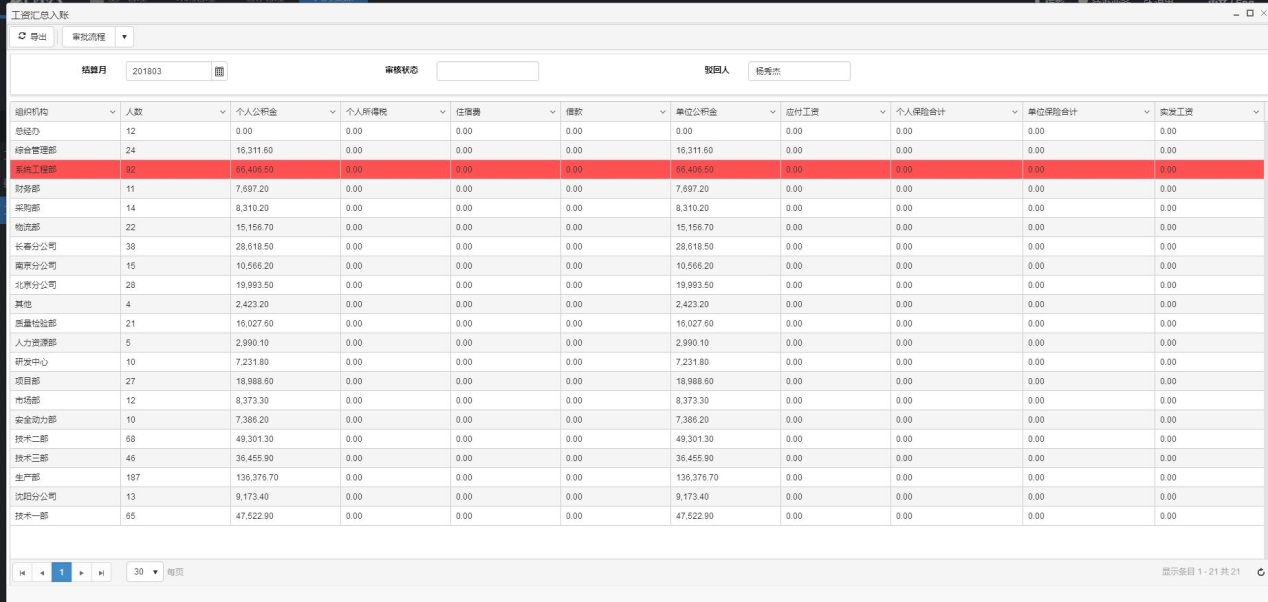 工资汇总入账
导出 审批流程
结算月 201803 审核状态 驳回人 杨秀杰
组织机构 人数 个人公积金 个人所得税 住宿费 借款 单位公积金 应付工资 个人保险合计 单位保险合计 实发工资
总经办 12 0.00 0.00 0.00 0.00 0.00 0.00 0.00 0.00 0.00
综合管理部 24 16,311.60 0.00 0.00 0.00 16,311.60 0.00 0.00 0.00 0.00
系统工程部 92 66,406.50 0.00 0.00 0.00 66,406.50 0.00 0.00 0.00 0.00
财务部 11 7,697.20 0.00 0.00 0.00 7,697.20 0.00 0.00 0.00 0.00
采购部 14 8,310.20 0.00 0.00 0.00 8,310.20 0.00 0.00 0.00 0.00
物流部 22 15,156.70 0.00 0.00 0.00 15,156.70 0.00 0.00 0.00 0.00
长春分公司 38 28,618.50 0.00 0.00 0.00 28,618.50 0.00 0.00 0.00 0.00
南京分公司 15 10,566.20 0.00 0.00 0.00 10,566.20 0.00 0.00 0.00 0.00
北京分公司 28 19,993.50 0.00 0.00 0.00 19,993.50 0.00 0.00 0.00 0.00
其他 4 2,423.20 0.00 0.00 0.00 2,423.20 0.00 0.00 0.00 0.00
质量检验部 21 16,027.60 0.00 0.00 0.00 16,027.60 0.00 0.00 0.00 0.00
人力资源部 5 2,990.10 0.00 0.00 0.00 2,990.10 0.00 0.00 0.00 0.00
研发中心 10 7,231.80 0.00 0.00 0.00 7,231.80 0.00 0.00 0.00 0.00
项目部 27 18,988.60 0.00 0.00 0.00 18,988.60 0.00 0.00 0.00 0.00
市场部 12 8,373.30 0.00 0.00 0.00 8,373.30 0.00 0.00 0.00 0.00
安全动力部 10 7,386.20 0.00 0.00 0.00 7,386.20 0.00 0.00 0.00 0.00
技术二部 68 49,301.30 0.00 0.00 0.00 49,301.30 0.00 0.00 0.00 0.00
技术三部 46 36,455.90 0.00 0.00 0.00 36,455.90 0.00 0.00 0.00 0.00
生产部 187 136,376.70 0.00 0.00 0.00 136,376.70 0.00 0.00 0.00 0.00
沈阳分公司 13 9,173.40 0.00 0.00 0.00 9,173.40 0.00 0.00 0.00 0.00
技术一部 65 47,522.90 0.00 0.00 0.00 47,522.90 0.00 0.00 0.00 0.00
1 30 每页 显示条目 1 - 21 共 21